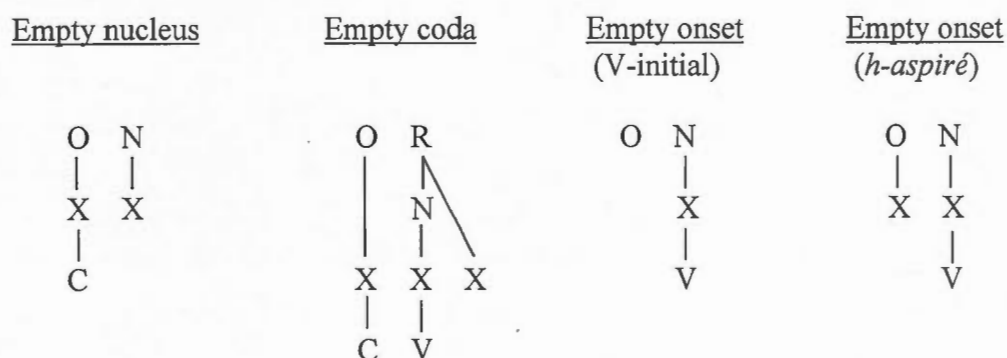 Empty nucleus Empty coda Empty onset Empty onset
(V-initial) (h-aspiré)
O N O R O N O N
X X N X X X
C X X X V V
C V